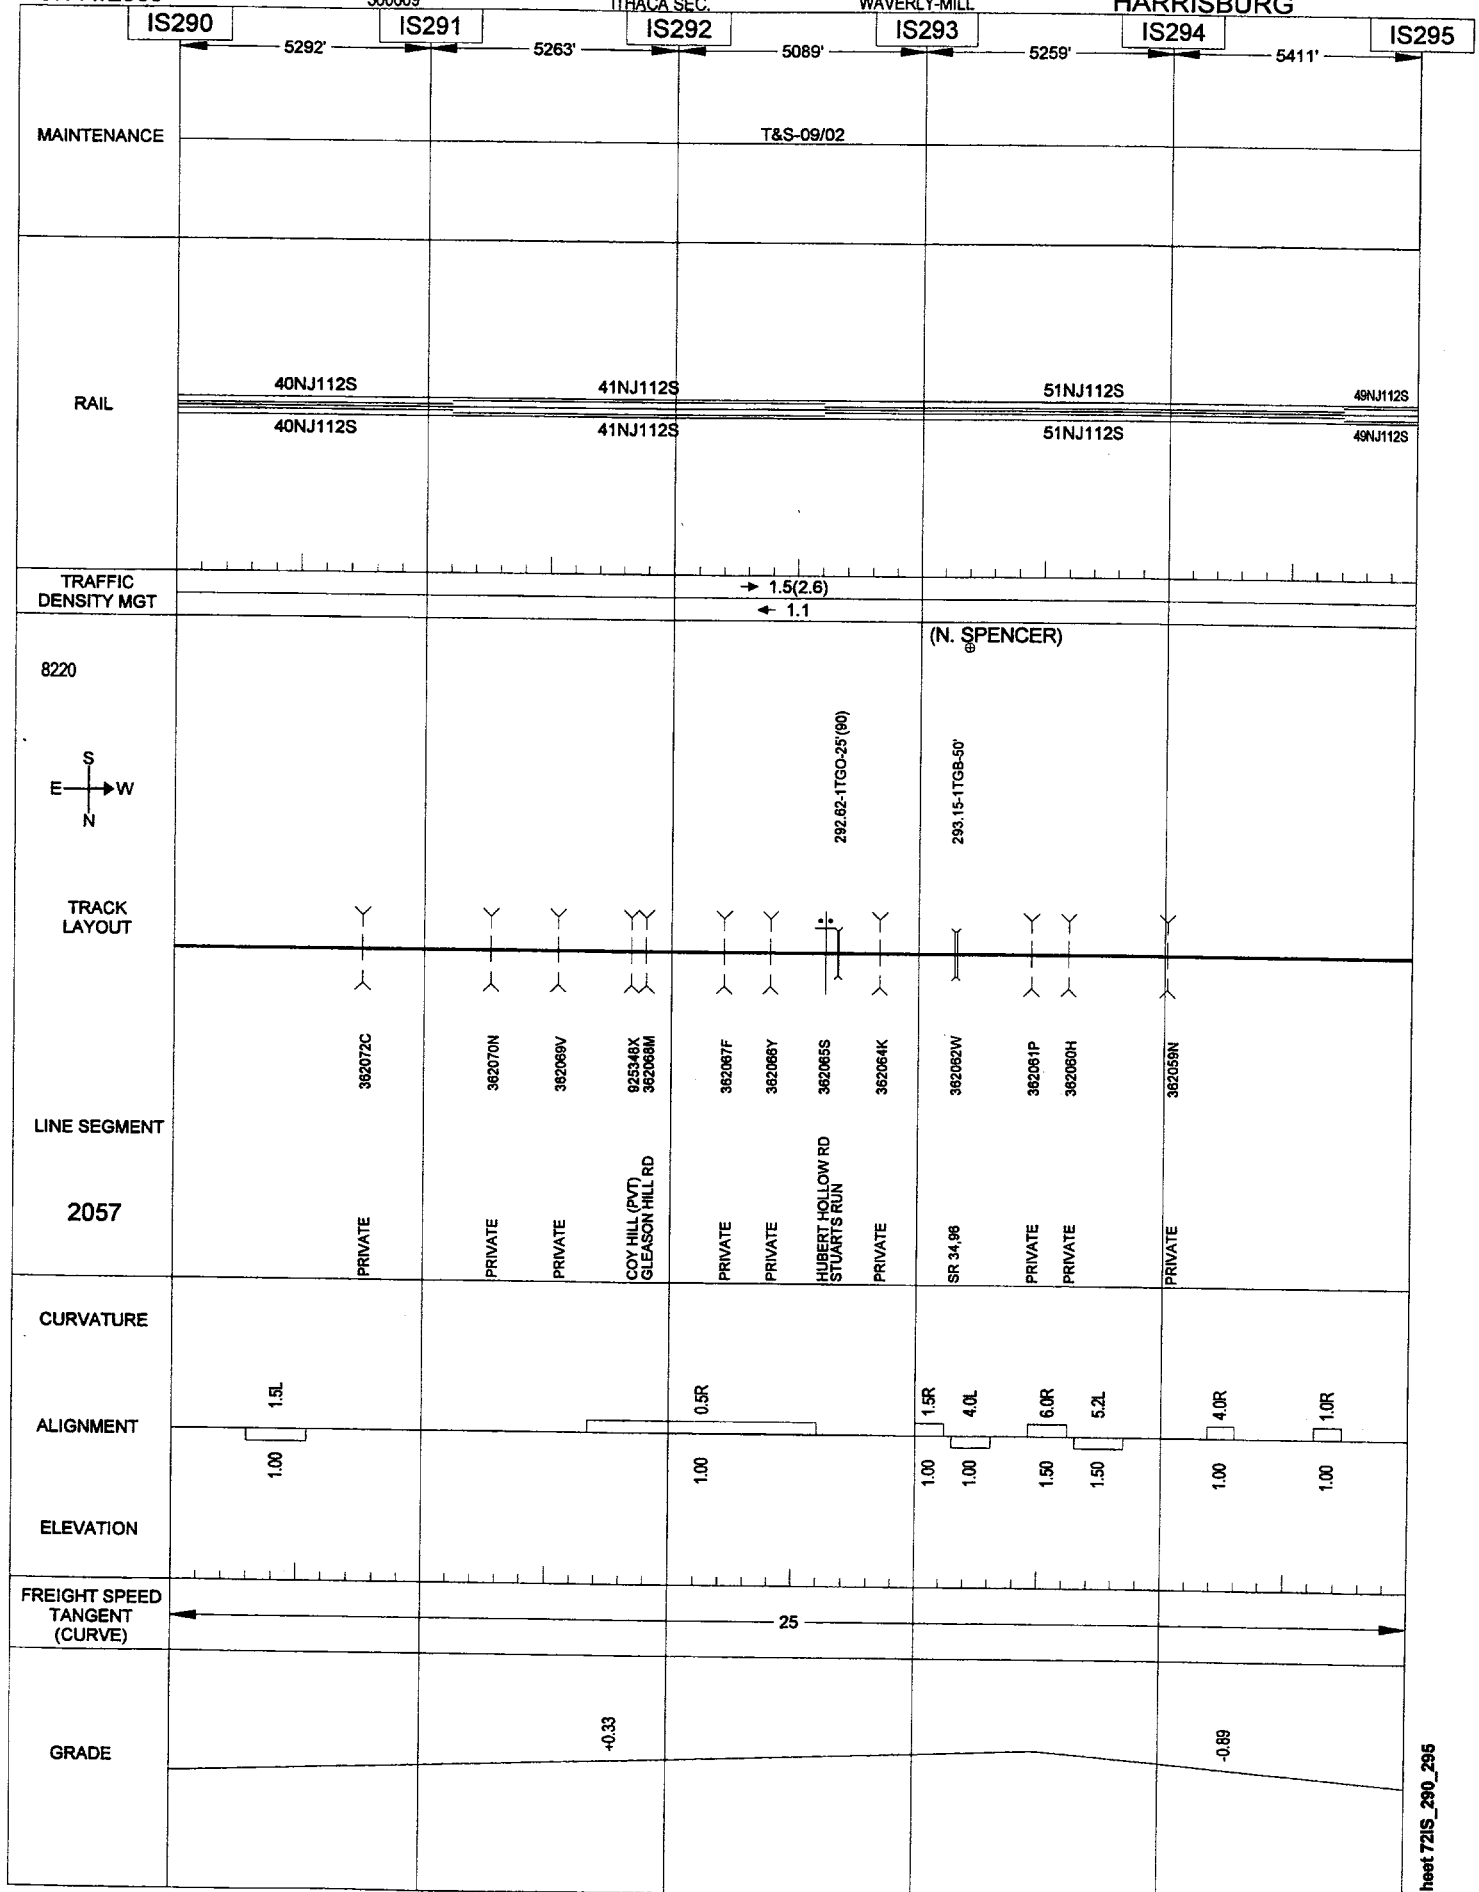 ITHACA SEC.
WAVERLY-MILL
HARRISBURG
IS290
IS291
IS292
IS293
IS294
IS295
5292'
5263'
5089'
5259'
5411'
MAINTENANCE
T&S-09/02
RAIL
40NJ112S
41NJ112S
51NJ112S
49NJ112S
40NJ112S
41NJ112S
51NJ112S
49NJ112S
TRAFFIC
DENSITY MGT
→ 1.5(2.6)
← 1.1
(N. SPENCER)
8220
S
E
W
N
292.62-1TGO-25'(90)
293.15-1TGB-50'
TRACK
LAYOUT
362072C
362070N
362069V
925348X
362068M
362067F
362066Y
362065S
362064K
362062W
362061P
362060H
362059N
LINE SEGMENT
2057
PRIVATE
PRIVATE
PRIVATE
COY HILL (PVT)
GLEASON HILL RD
PRIVATE
PRIVATE
HUBERT HOLLOW RD
STUARTS RUN
PRIVATE
SR 34,96
PRIVATE
PRIVATE
PRIVATE
CURVATURE
ALIGNMENT
1.5L
0.5R
1.5R
4.0L
6.0R
5.2L
4.0R
1.0R
1.00
1.00
1.00
1.00
1.50
1.50
1.00
1.00
ELEVATION
FREIGHT SPEED
TANGENT
(CURVE)
25
GRADE
+0.33
-0.89
heet 72IS_290_295